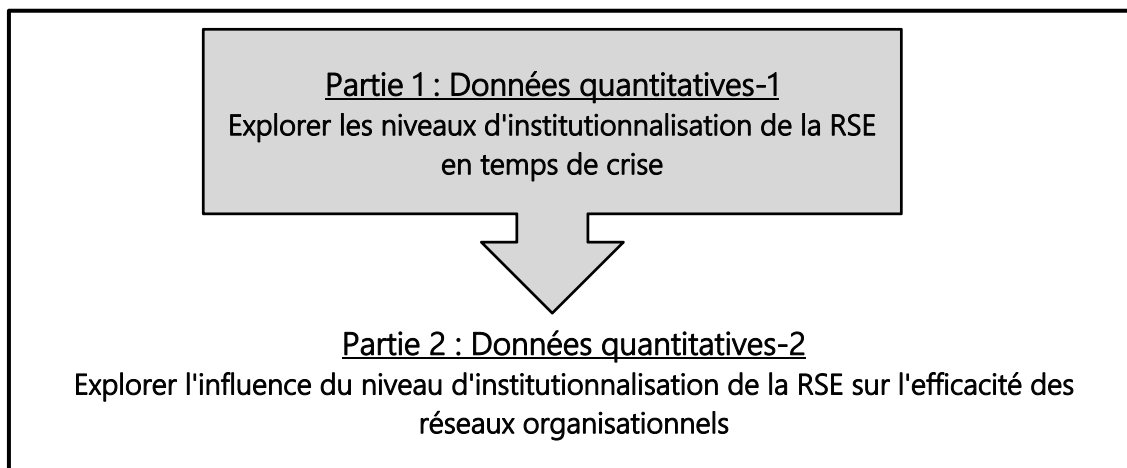 Partie 1 : Données quantitatives-1
Explorer les niveaux d'institutionnalisation de la RSE
en temps de crise
Partie 2 : Données quantitatives-2
Explorer l'influence du niveau d'institutionnalisation de la RSE sur l'efficacité des
réseaux organisationnels